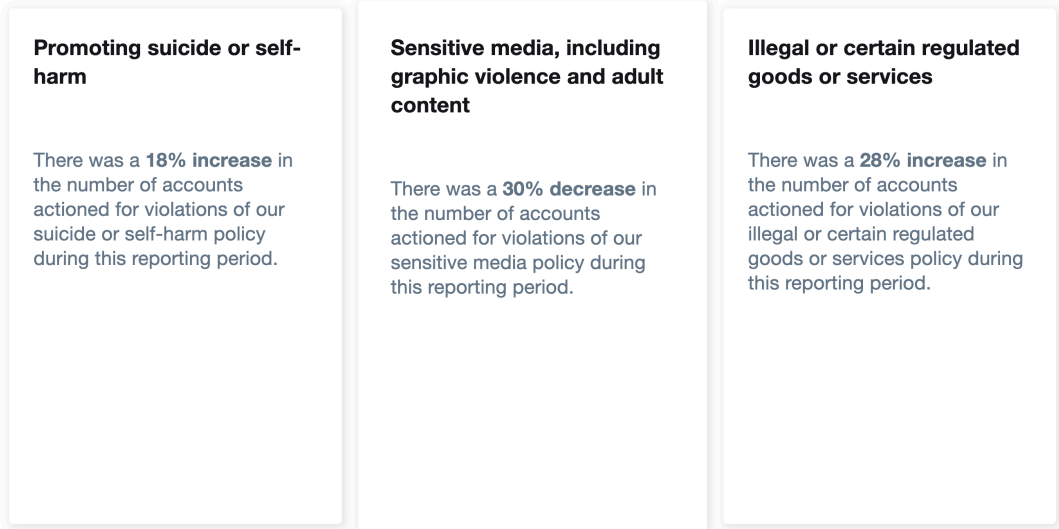 Promoting suicide or self-
harm
There was a 18% increase in
the number of accounts
actioned for violations of our
suicide or self-harm policy
during this reporting period.
Sensitive media, including
graphic violence and adult
content
There was a 30% decrease in
the number of accounts
actioned for violations of our
sensitive media policy during
this reporting period.
Illegal or certain regulated
goods or services
There was a 28% increase in
the number of accounts
actioned for violations of our
illegal or certain regulated
goods or services policy during
this reporting period.